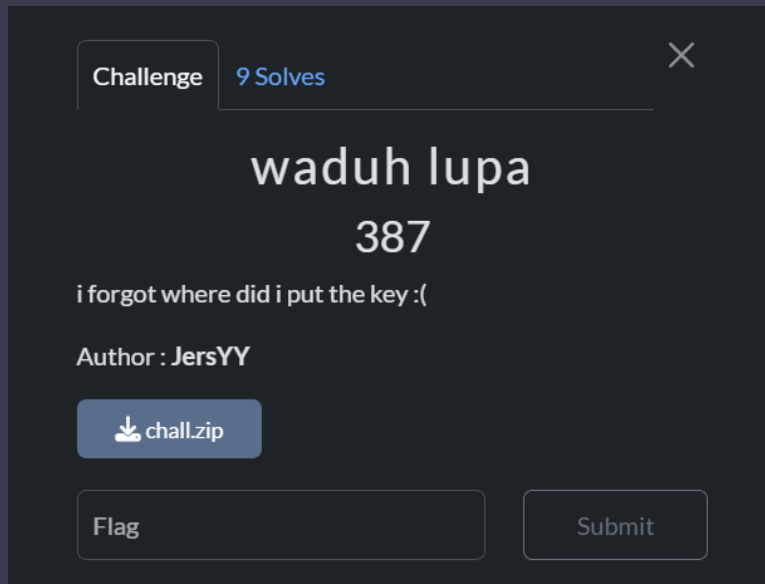 Challenge
9 Solves
waduh lupa
387
i forgot where did i put the key :(
Author : JersYY
chall.zip
Flag
Submit